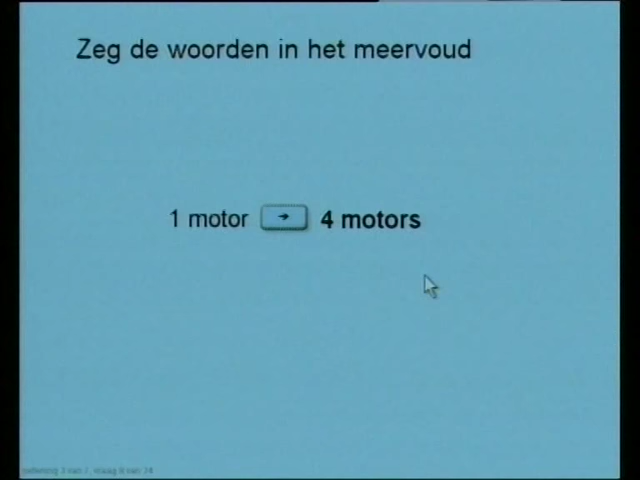 Zeg de woorden in het meervoud
1 motor → 4 motors